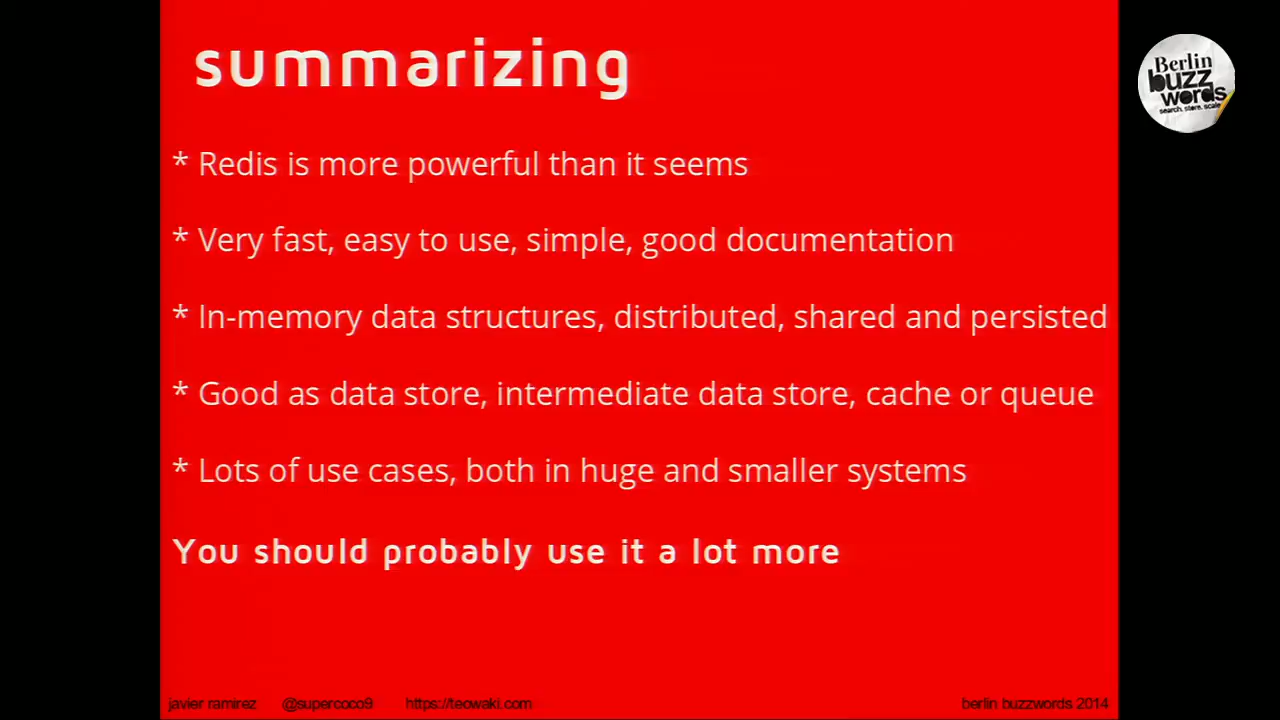 summarizing
* Redis is more powerful than it seems
* Very fast, easy to use, simple, good documentation
* In-memory data structures, distributed, shared and persisted
* Good as data store, intermediate data store, cache or queue
* Lots of use cases, both in huge and smaller systems
You should probably use it a lot more
javier ramirez @supercoco9 https://teowaki.com berlin buzzwords 2014
Berlin
buzz
words
search. store. scale